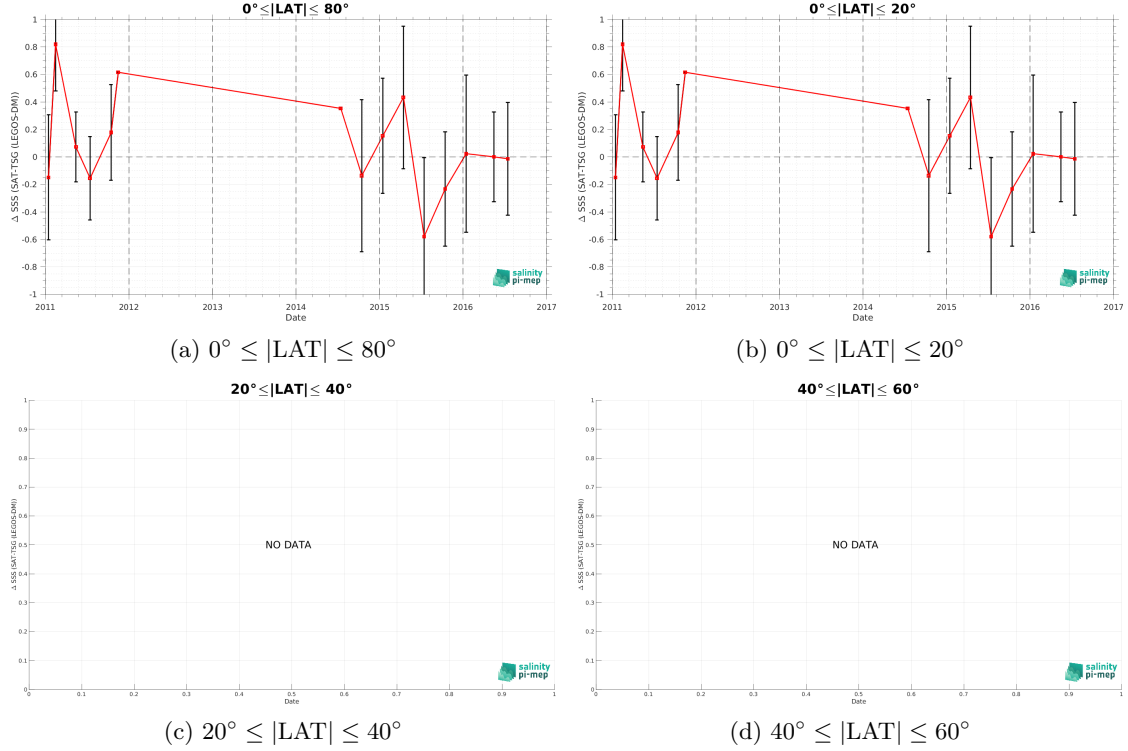 0°≤|LAT|≤ 80°
Δ SSS (SAT-TSG (LEGOS-DM))
1
0.8
0.6
0.4
0.2
0
-0.2
-0.4
-0.6
-0.8
-1
2011 2012 2013 2014 2015 2016 2017
Date
salinity
pi-mep
(a) 0° ≤ |LAT| ≤ 80°
0°≤|LAT|≤ 20°
Δ SSS (SAT-TSG (LEGOS-DM))
1
0.8
0.6
0.4
0.2
0
-0.2
-0.4
-0.6
-0.8
-1
2011 2012 2013 2014 2015 2016 2017
Date
salinity
pi-mep
(b) 0° ≤ |LAT| ≤ 20°
20°≤|LAT|≤ 40°
Δ SSS (SAT-TSG (LEGOS-DM))
1
0.9
0.8
0.7
0.6
0.5
0.4
0.3
0.2
0.1
0
NO DATA
0 0.1 0.2 0.3 0.4 0.5 0.6 0.7 0.8 0.9 1
Date
salinity
pi-mep
(c) 20° ≤ |LAT| ≤ 40°
40°≤|LAT|≤ 60°
Δ SSS (SAT-TSG (LEGOS-DM))
1
0.9
0.8
0.7
0.6
0.5
0.4
0.3
0.2
0.1
0
NO DATA
0 0.1 0.2 0.3 0.4 0.5 0.6 0.7 0.8 0.9 1
Date
salinity
pi-mep
(d) 40° ≤ |LAT| ≤ 60°